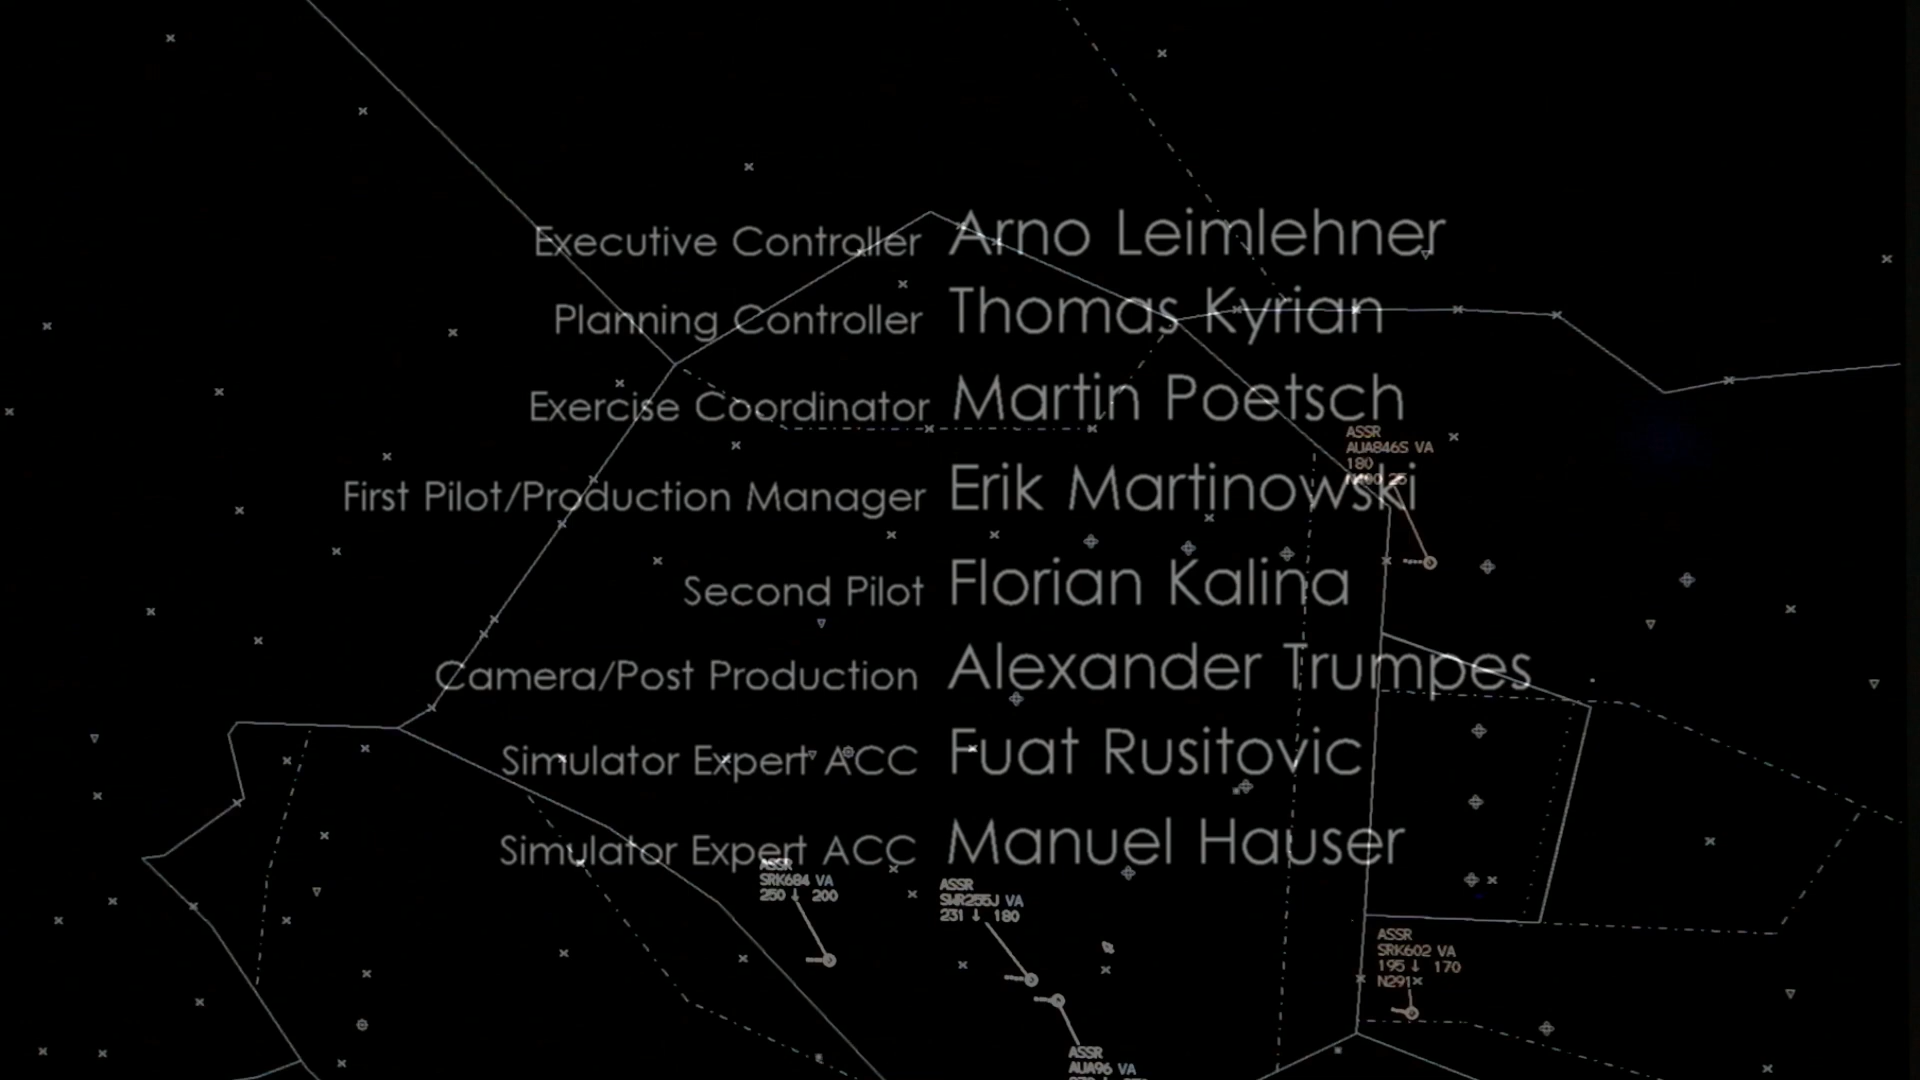 Executive Controller Arno Leimlehner
Planning Controller Thomas Kyrian
Exercise Coordinator Martin Poetsch
ASSR
AUA846S VA
180
First Pilot/Production Manager Erik Martinowski
Second Pilot Florian Kalina
Camera/Post Production Alexander Trumpes
Simulator Expert ACC Fuat Rusitovic
Simulator Expert ACC Manuel Hauser
ASSR
SRK684 VA
250 ↓ 200
ASSR
SWR255J VA
231 ↓ 180
ASSR
SRK602 VA
195 ↓ 170
N291
ASSR
AUA96 VA